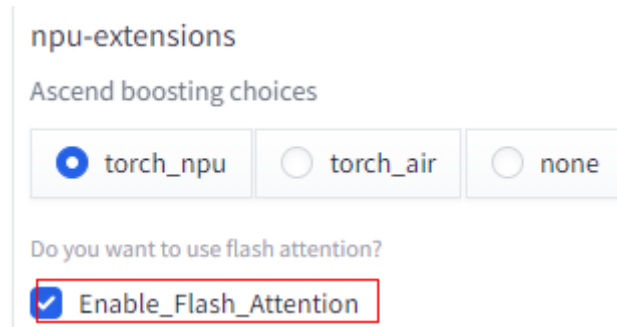 npu-extensions
Ascend boosting choices
torch_npu torch_air none
Do you want to use flash attention?
Enable_Flash_Attention